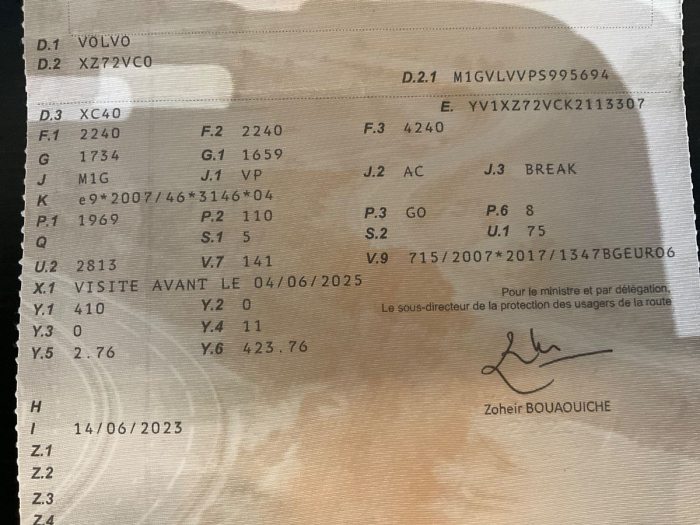 D.1 VOLVO
D.2 XZ72VC0
D.2.1 M1GVLVVPS995694
D.3 XC40 E. YV1XZ72VCK2113307
F.1 2240 F.2 2240 F.3 4240
G 1734 G.1 1659
J M1G J.1 VP J.2 AC J.3 BREAK
K e9*2007/46*3146*04
P.1 1969 P.2 110 P.3 GO P.6 8
Q S.1 5 S.2 U.1 75
U.2 2813 V.7 141 V.9 715/2007*2017/1347BGEURO6
X.1 VISITE AVANT LE 04/06/2025
Pour le ministre et par délégation,
Y.1 410 Y.2 0 Le sous-directeur de la protection des usagers de la route
Y.3 0 Y.4 11
Y.5 2.76 Y.6 423.76
H Zoheir BOUAOUICHE
I 14/06/2023
Z.1
Z.2
Z.3
Z.4